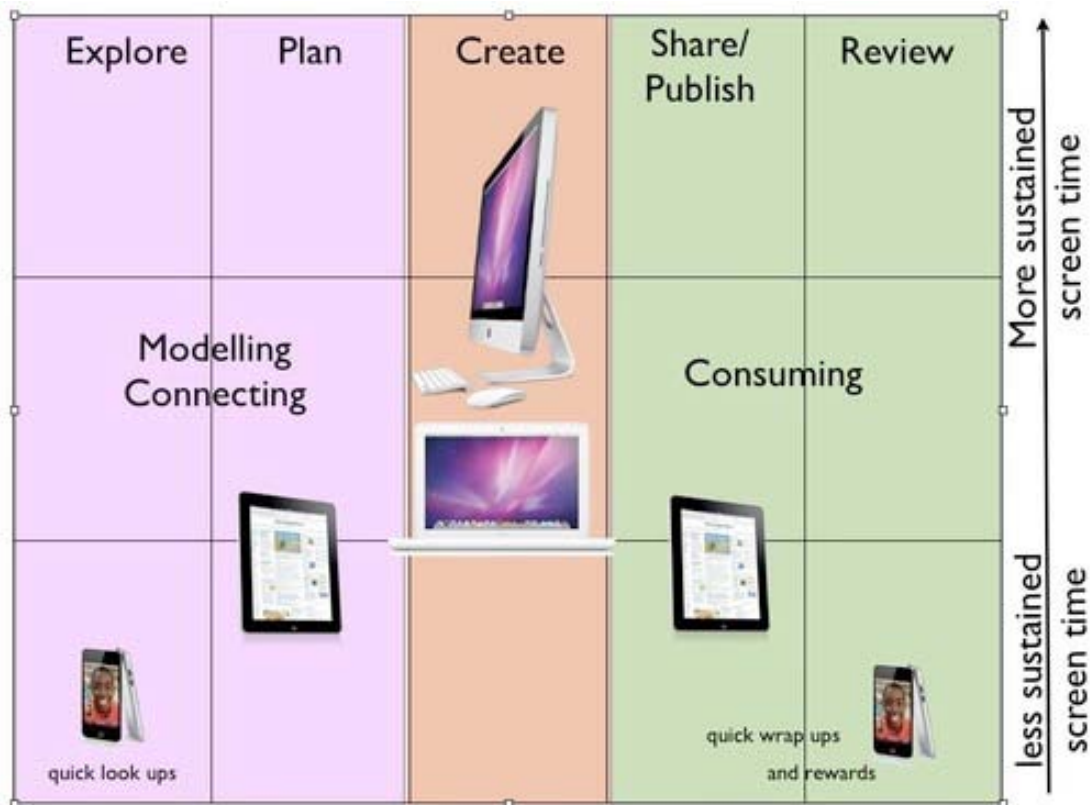 Explore
Plan
Create
Share/
Publish
Review
Modelling
Connecting
Consuming
More sustained
screen time
less sustained
screen time
quick look ups
quick wrap ups
and rewards